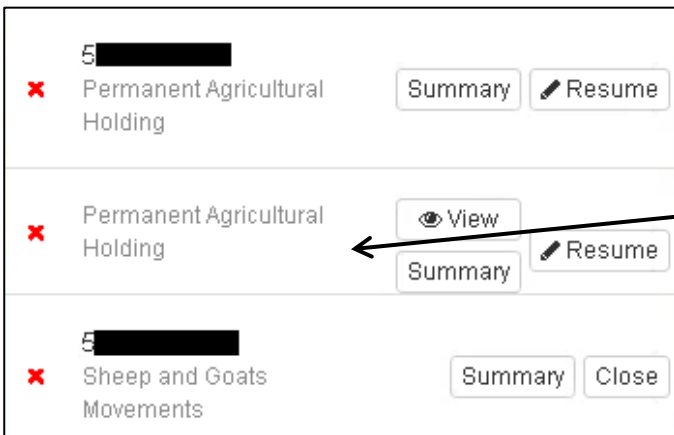 5
Permanent Agricultural
Holding
Summary
Resume
Permanent Agricultural
Holding
View
Summary
Resume
5
Sheep and Goats
Movements
Summary
Close